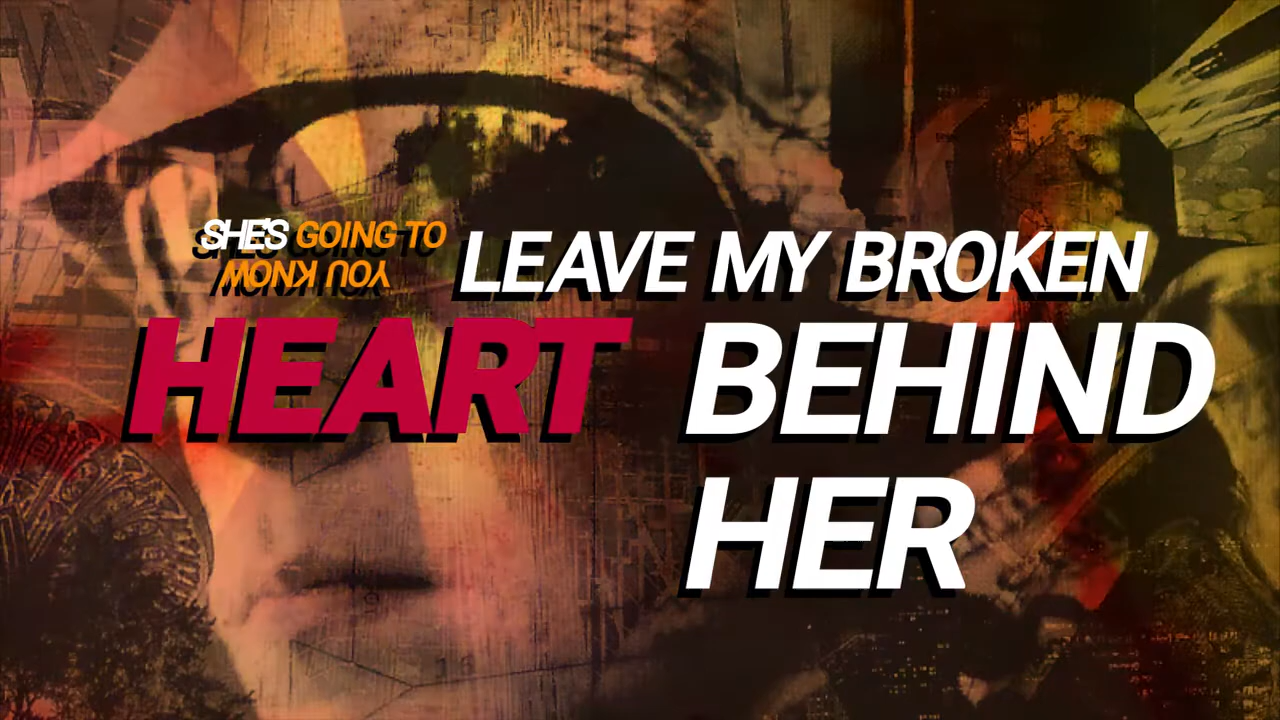 SHE'S GOING TO
YOU KNOW
LEAVE MY BROKEN
HEART BEHIND
HER